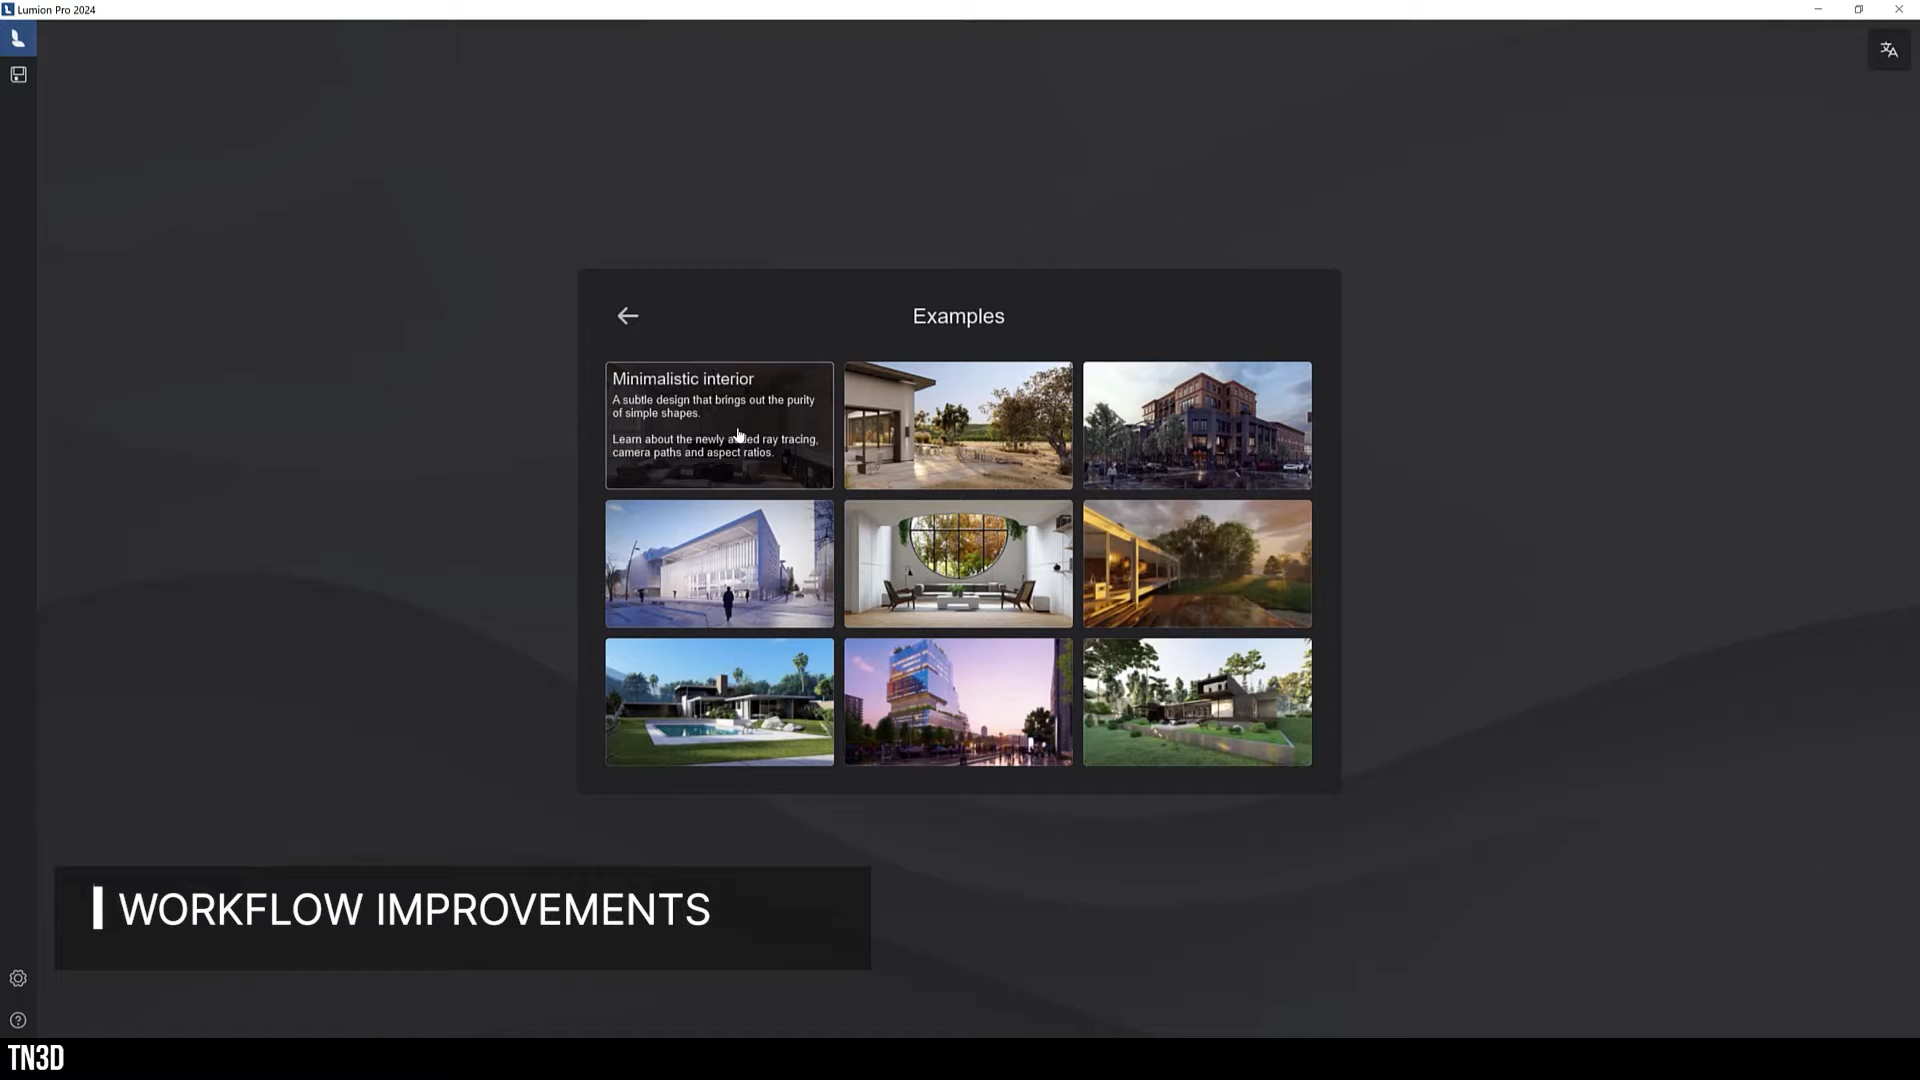 Lumion Pro 2024
Examples
Minimalistic interior
A subtle design that brings out the purity
of simple shapes.
Learn about the newly added ray tracing,
camera paths and aspect ratios.
WORKFLOW IMPROVEMENTS
TN3D